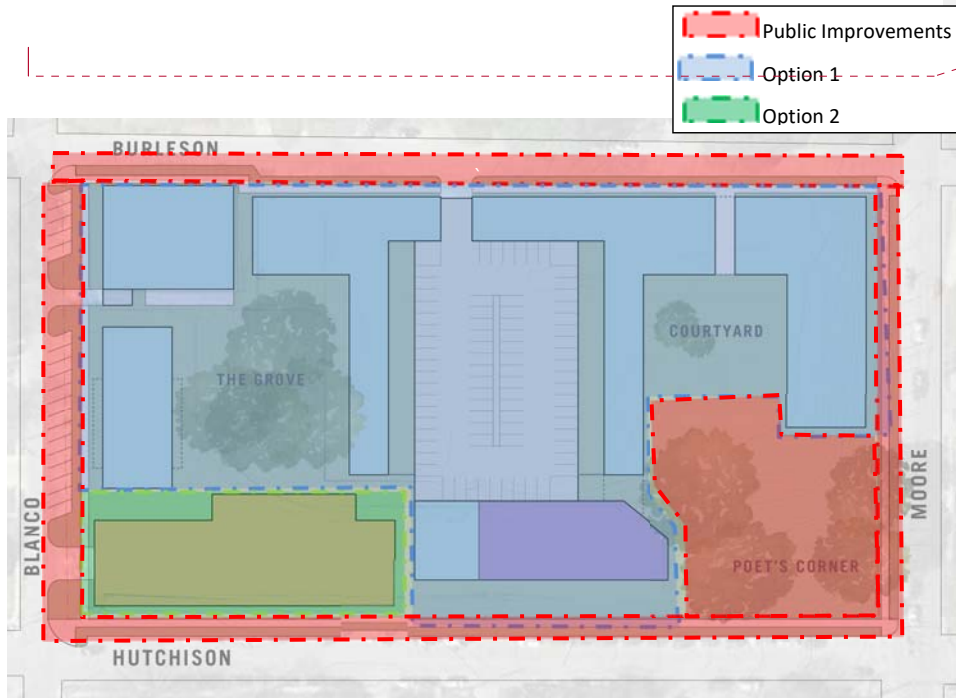 Public Improvements
Option 1
Option 2
BURLESON
COURTYARD
THE GROVE
MOORE
BLANCO
POET'S CORNER
HUTCHISON